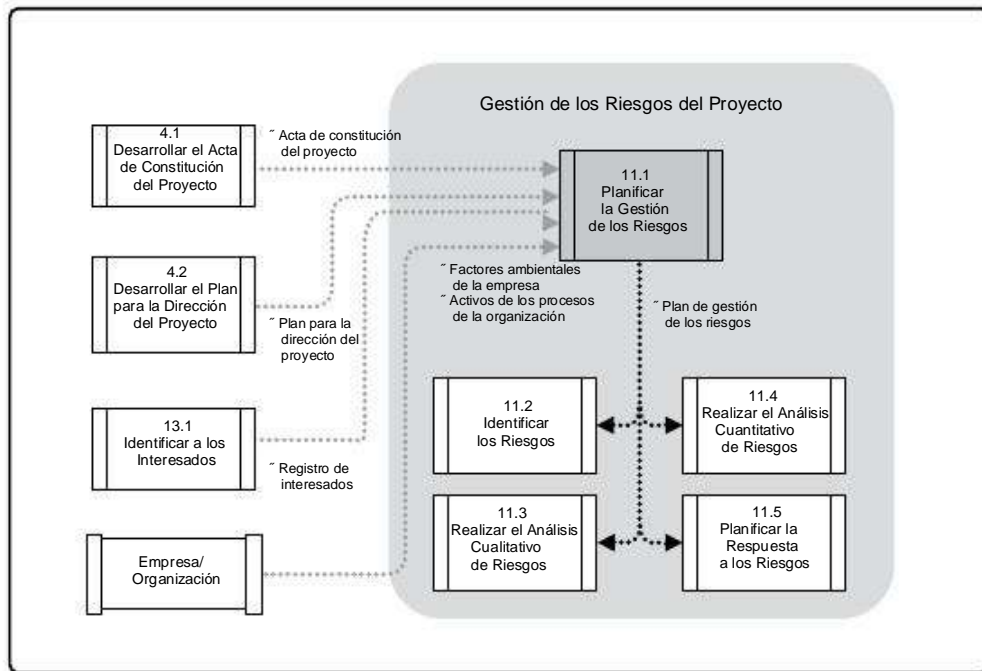 Gestión de los Riesgos del Proyecto
4.1
Desarrollar el Acta
de Constitución
del Proyecto
˝ Acta de constitución
del proyecto
11.1
Planificar
la Gestión
de los Riesgos
4.2
Desarrollar el Plan
para la Dirección
del Proyecto
˝ Factores ambientales
de la empresa
˝ Activos de los procesos
de la organización
˝ Plan de gestión
de los riesgos
˝ Plan para la
dirección del
proyecto
13.1
Identificar a los
Interesados
˝ Registro de
interesados
11.2
Identificar
los Riesgos
11.4
Realizar el Análisis
Cuantitativo
de Riesgos
11.3
Realizar el Análisis
Cualitativo
de Riesgos
11.5
Planificar la
Respuesta
a los Riesgos
Empresa/
Organización